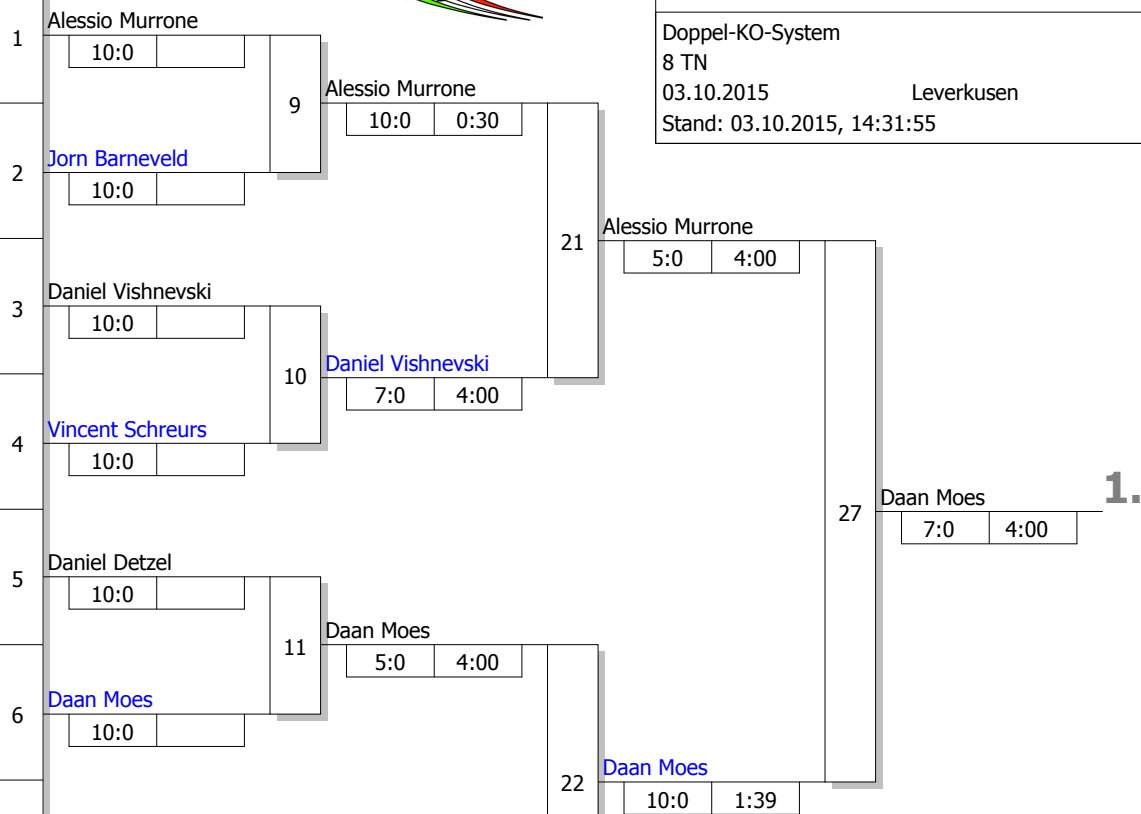 Doppel-KO-System
8 TN
03.10.2015 Leverkusen
Stand: 03.10.2015, 14:31:55
1 Alessio Murrone
10:0
9
Alessio Murrone
10:0 0:30
2 Jorn Barneveld
10:0
21
Alessio Murrone
5:0 4:00
3 Daniel Vishnevski
10:0
10
Daniel Vishnevski
7:0 4:00
4 Vincent Schreurs
10:0
27
Daan Moes 1.
7:0 4:00
5 Daniel Detzel
10:0
11
Daan Moes
5:0 4:00
6 Daan Moes
10:0
22
Daan Moes
10:0 1:39